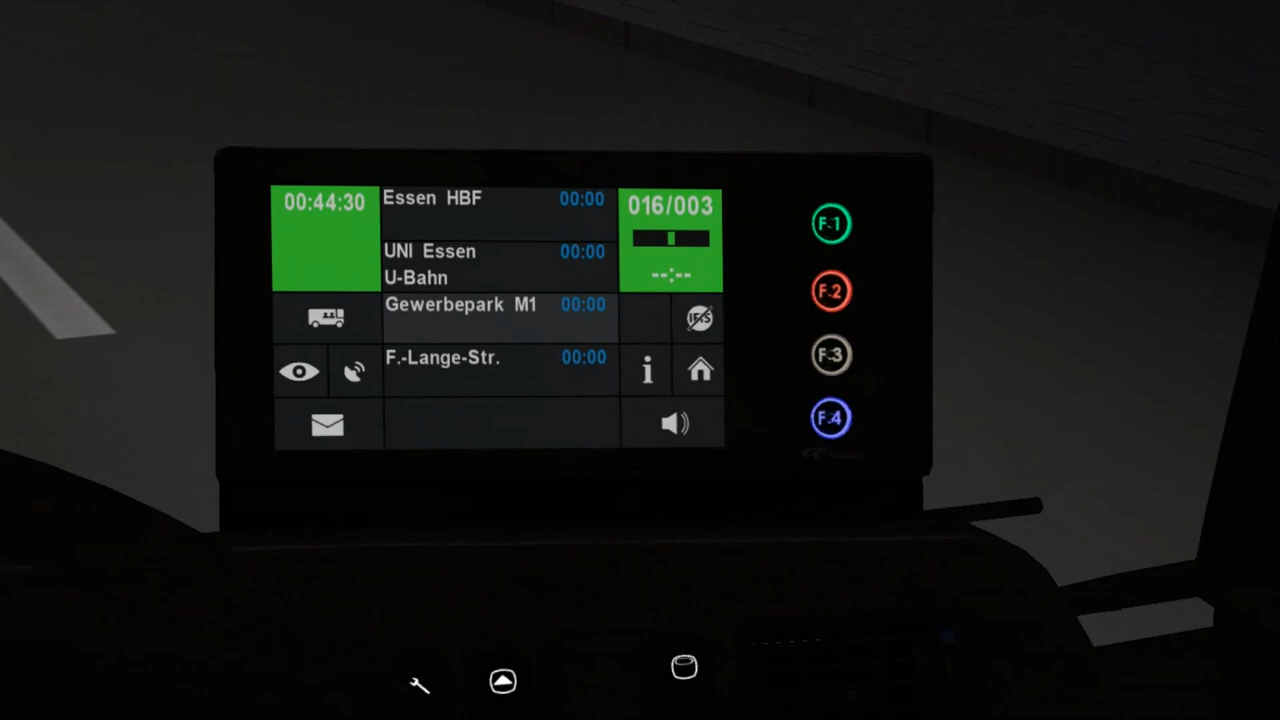 00:44:30
Essen HBF 00:00
016/003
UNI Essen 00:00
U-Bahn
--:--
Gewerbepark M1 00:00
IBIS
F.-Lange-Str. 00:00
i
F1
F2
F3
F4